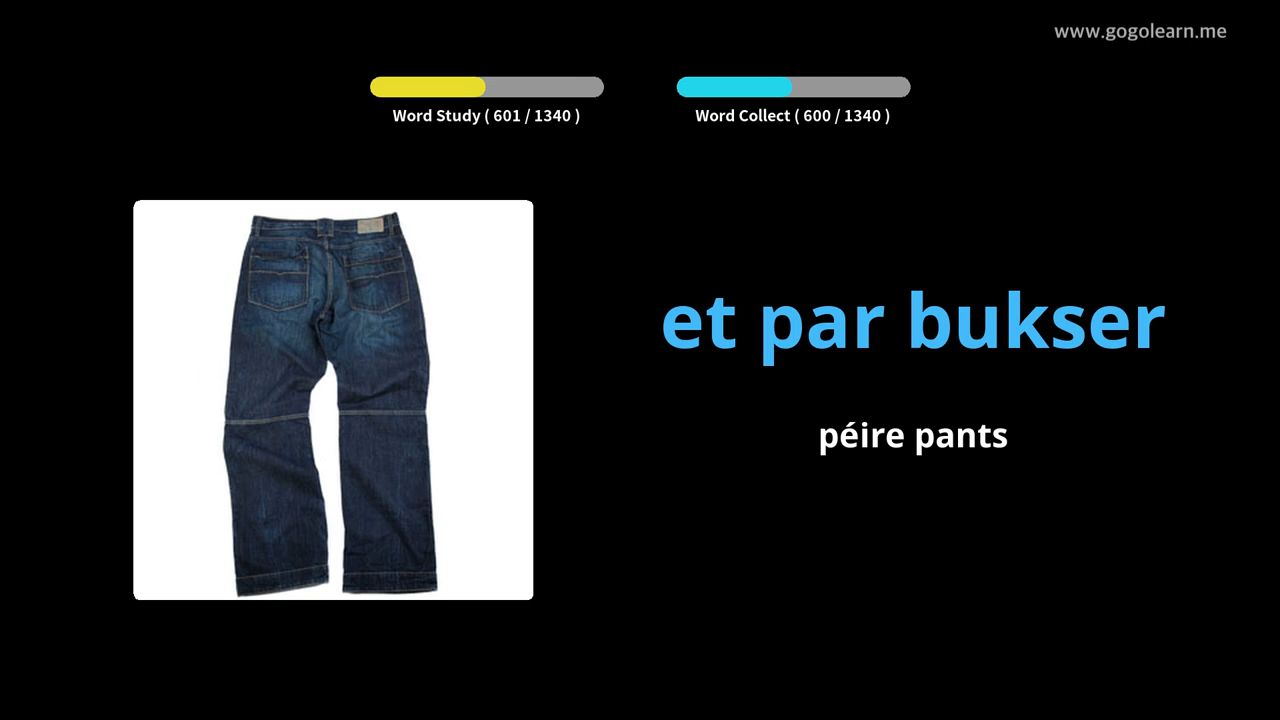 www.gogolearn.me
Word Study ( 601 / 1340 )
Word Collect ( 600 / 1340 )
et par bukser
péire pants